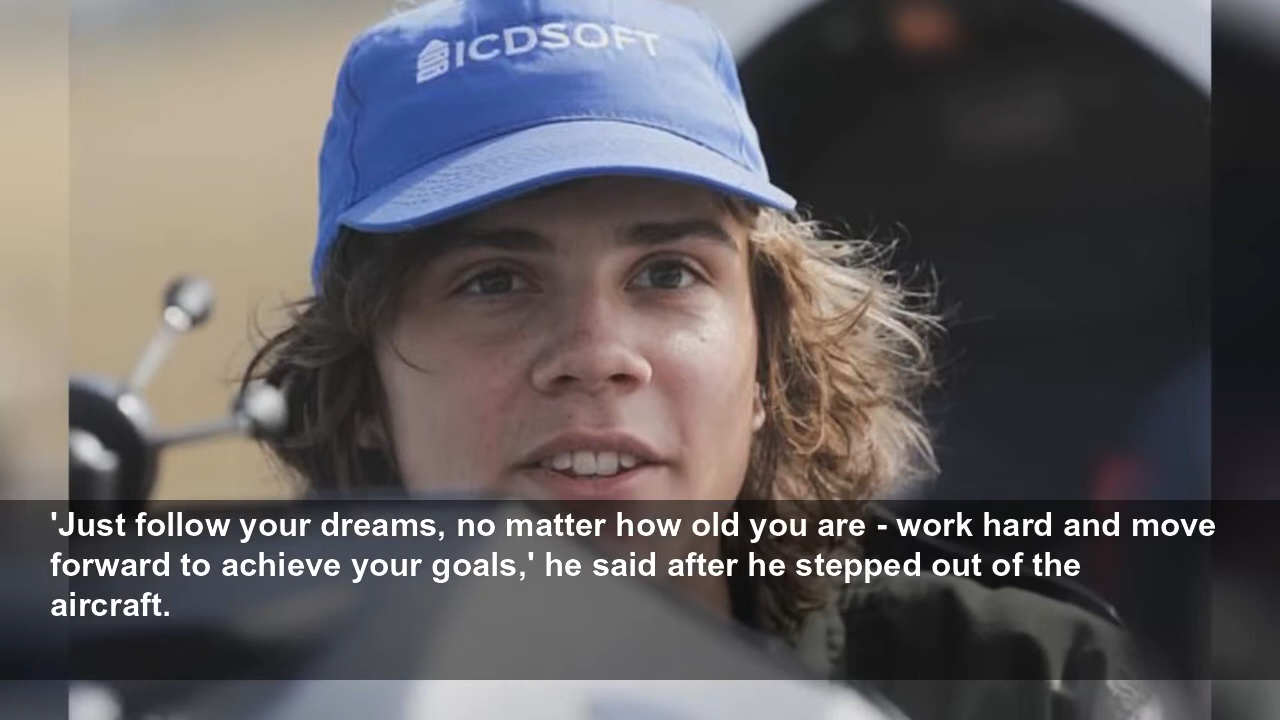 ICDSOFT
'Just follow your dreams, no matter how old you are - work hard and move
forward to achieve your goals,' he said after he stepped out of the
aircraft.